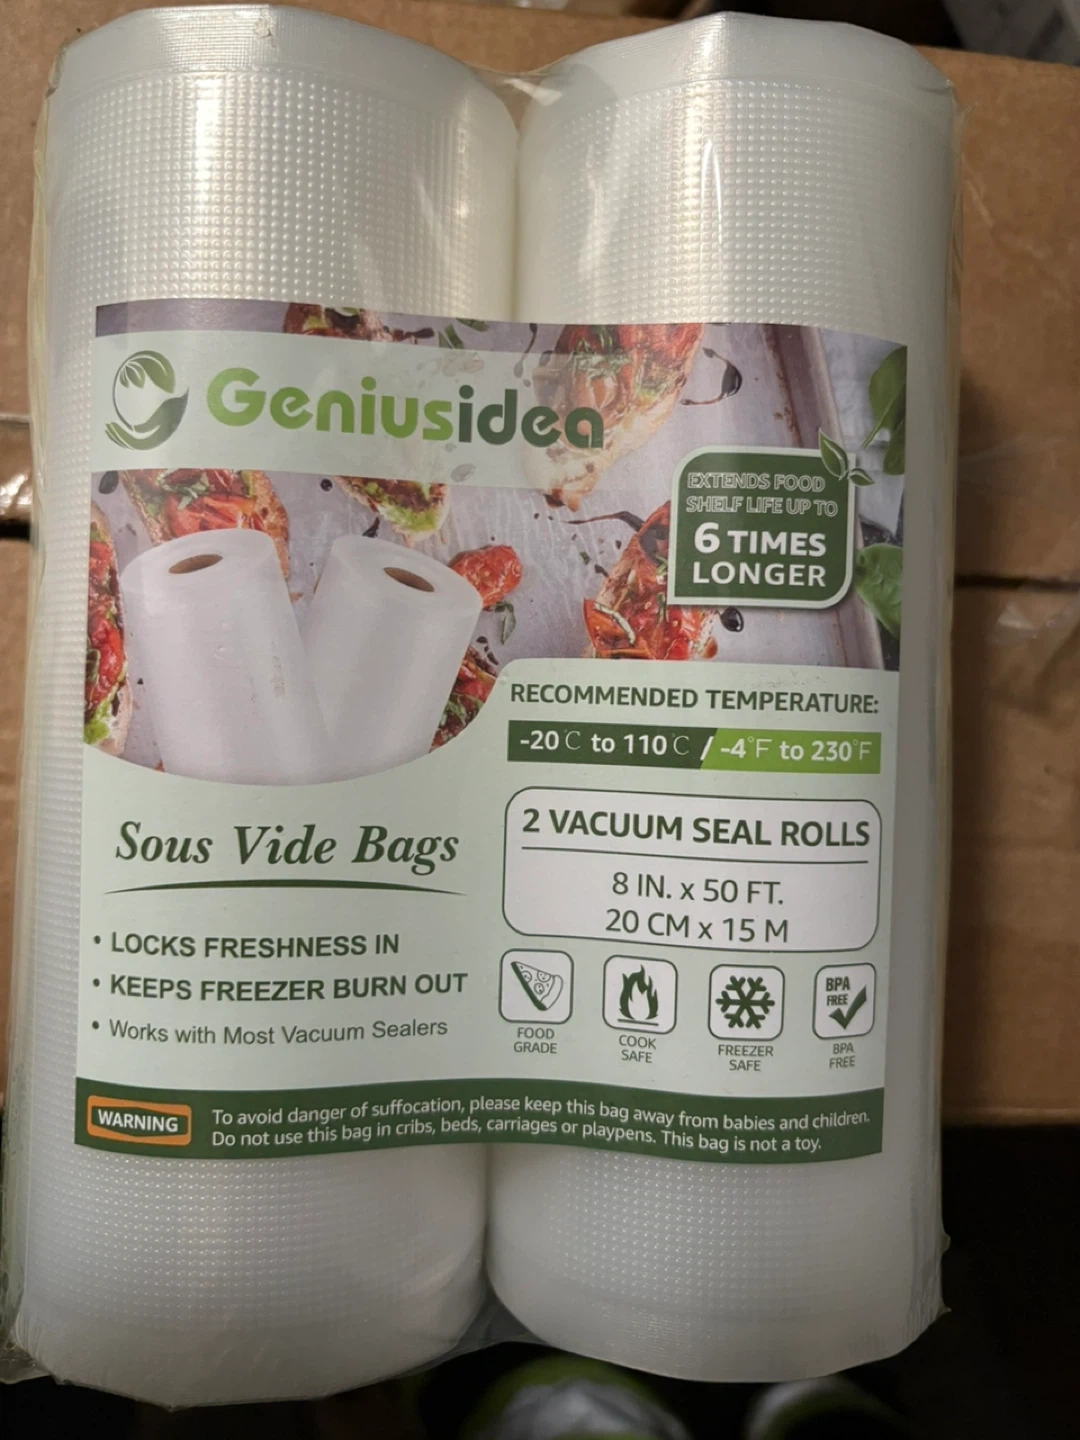 Geniusidea
EXTENDS FOOD
SHELF LIFE UP TO
6 TIMES
LONGER
RECOMMENDED TEMPERATURE:
-20°C to 110°C / -4°F to 230°F
2 VACUUM SEAL ROLLS
8 IN. x 50 FT.
20 CM x 15 M
Sous Vide Bags
• LOCKS FRESHNESS IN
• KEEPS FREEZER BURN OUT
• Works with Most Vacuum Sealers
FOOD
GRADE
COOK
SAFE
FREEZER
SAFE
BPA
FREE
BPA
FREE
WARNING
To avoid danger of suffocation, please keep this bag away from babies and children.
Do not use this bag in cribs, beds, carriages or playpens. This bag is not a toy.